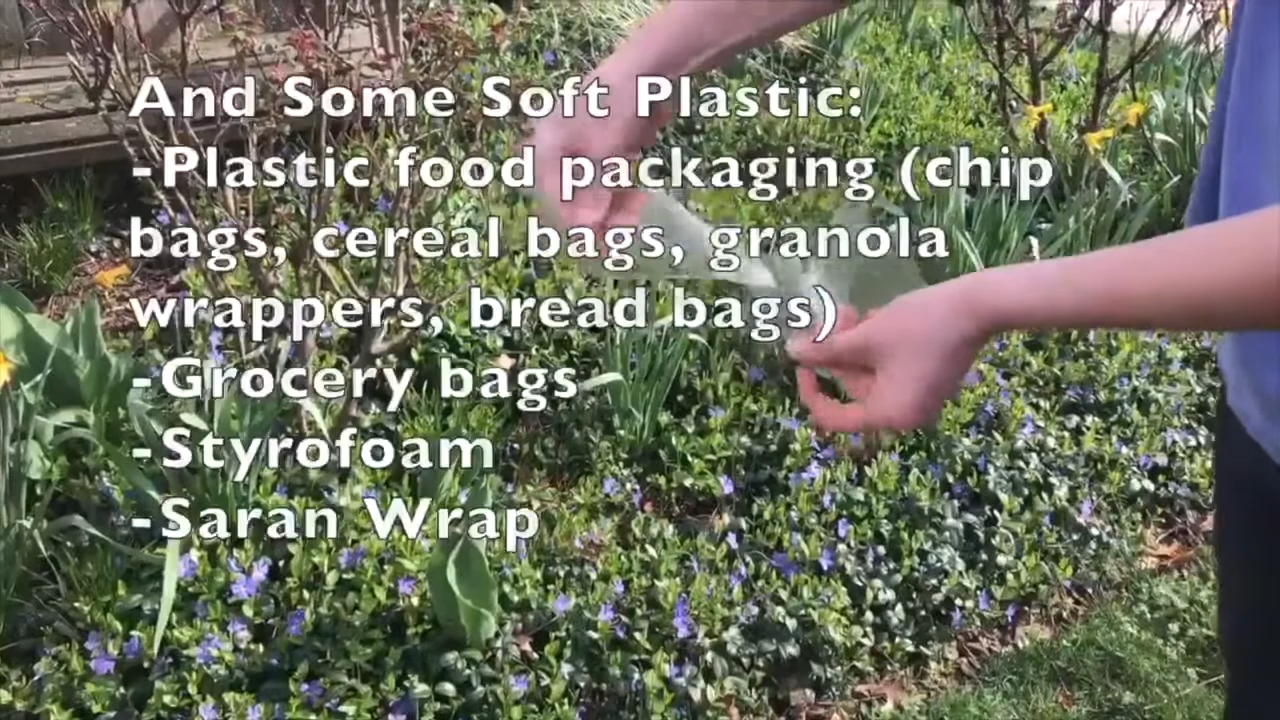 And Some Soft Plastic:
-Plastic food packaging (chip
bags, cereal bags, granola
wrappers, bread bags)
-Grocery bags
-Styrofoam
-Saran Wrap